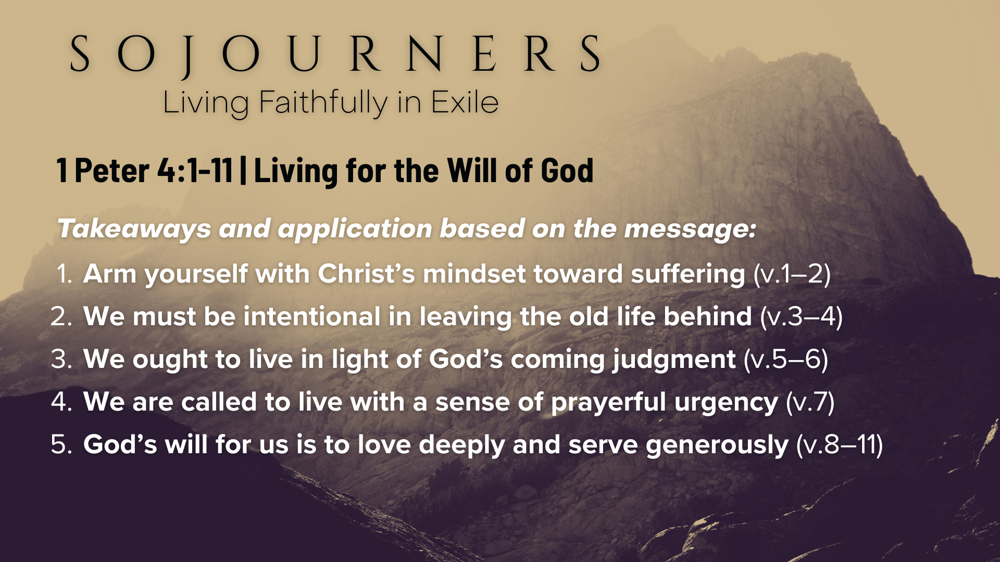 SOJOURNERS
Living Faithfully in Exile
1 Peter 4:1-11 | Living for the Will of God
Takeaways and application based on the message:
1. Arm yourself with Christ’s mindset toward suffering (v.1–2)
2. We must be intentional in leaving the old life behind (v.3–4)
3. We ought to live in light of God’s coming judgment (v.5–6)
4. We are called to live with a sense of prayerful urgency (v.7)
5. God’s will for us is to love deeply and serve generously (v.8–11)